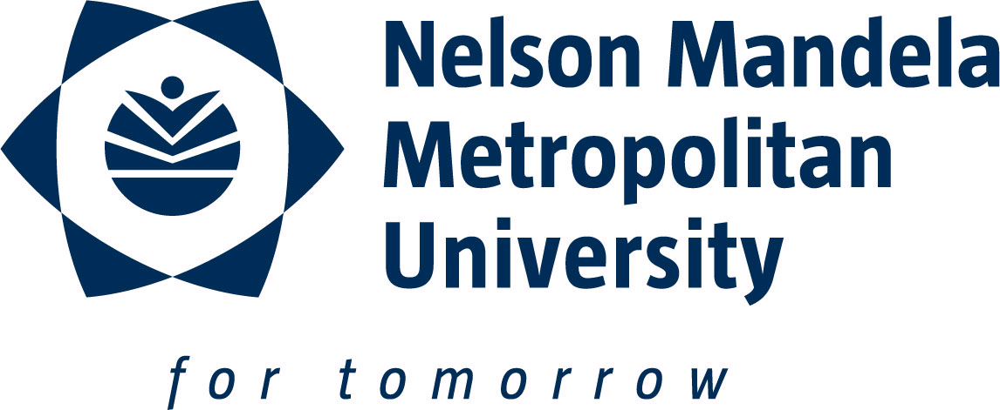 Nelson Mandela
Metropolitan
University
for tomorrow